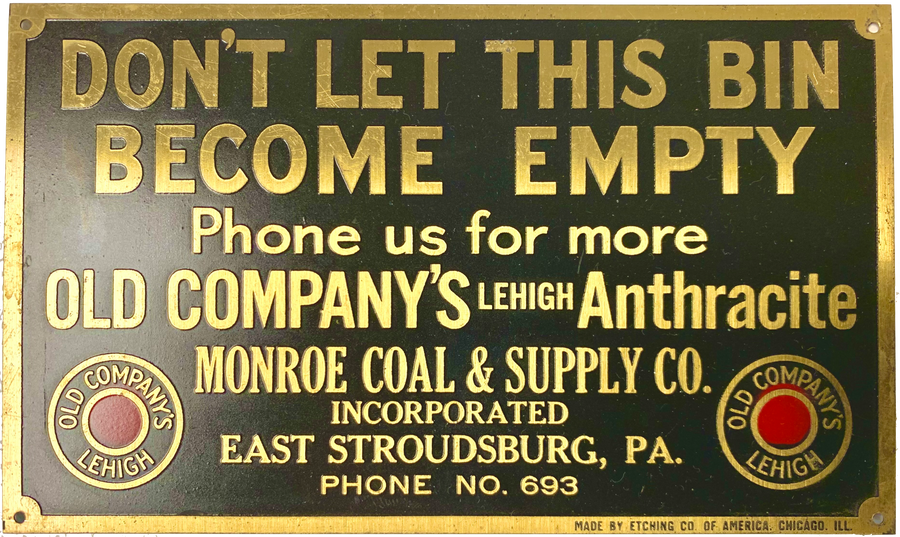 DON'T LET THIS BIN
BECOME EMPTY
Phone us for more
OLD COMPANY'S LEHIGH Anthracite
MONROE COAL & SUPPLY CO.
INCORPORATED
EAST STROUDSBURG, PA.
PHONE NO. 693
OLD COMPANY'S
LEHIGH
OLD COMPANY'S
LEHIGH
MADE BY ETCHING CO. OF AMERICA. CHICAGO. ILL.